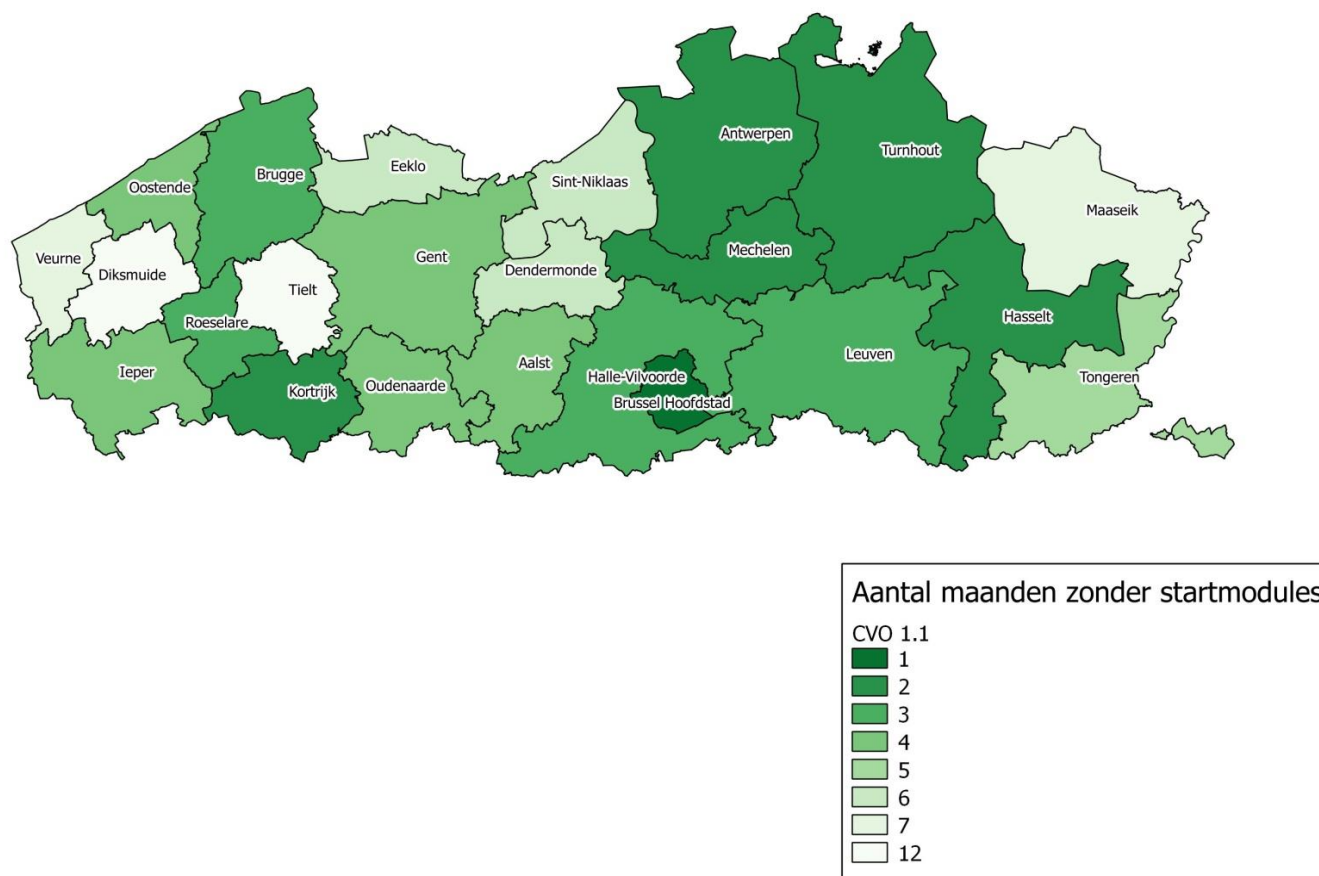 Antwerpen
Turnhout
Eeklo
Brugge
Oostende
Sint-Niklaas
Maaseik
Mechelen
Veurne
Gent
Diksmuide
Dendermonde
Tielt
Hasselt
Roeselare
Leuven
Aalst
Ieper
Halle-Vilvoorde
Tongeren
Oudenaarde
Kortrijk
Brussel Hoofdstad
Aantal maanden zonder startmodules
CVO 1.1
1
2
3
4
5
6
7
12